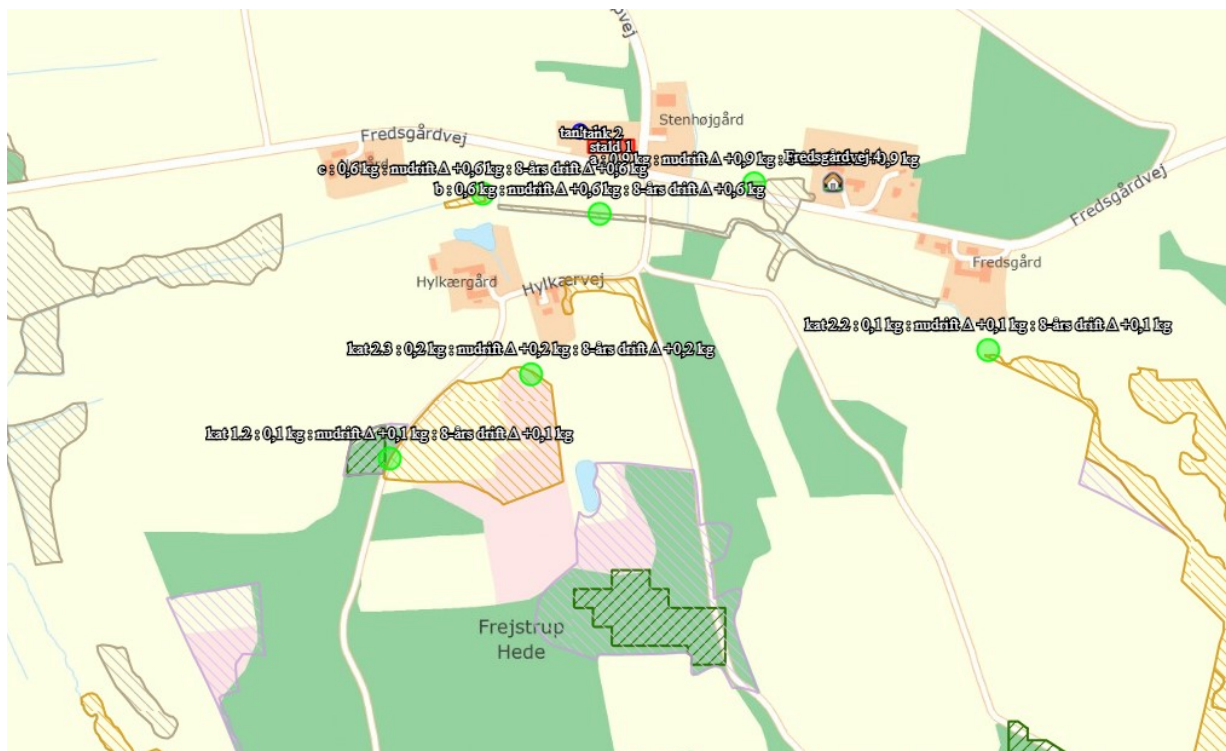 Fredsgårdvej
tank 2
Stenhøjgård
stald 1
a : 0,9 kg : nudrift Δ +0,9 kg :
Fredsgårdvej 4
c : 0,6 kg : nudrift Δ +0,6 kg : 8-års drift Δ +0,6 kg
b : 0,6 kg : nudrift Δ +0,6 kg : 8-års drift Δ +0,6 kg
Fredsgårdvej
Fredsgård
Hylkærgård
Hylkærvej
kat 2.2 : 0,1 kg : nudrift Δ +0,1 kg : 8-års drift Δ +0,1 kg
kat 2.3 : 0,2 kg : nudrift Δ +0,2 kg : 8-års drift Δ +0,2 kg
kat 1.2 : 0,1 kg : nudrift Δ +0,1 kg : 8-års drift Δ +0,1 kg
Frejstrup
Hede